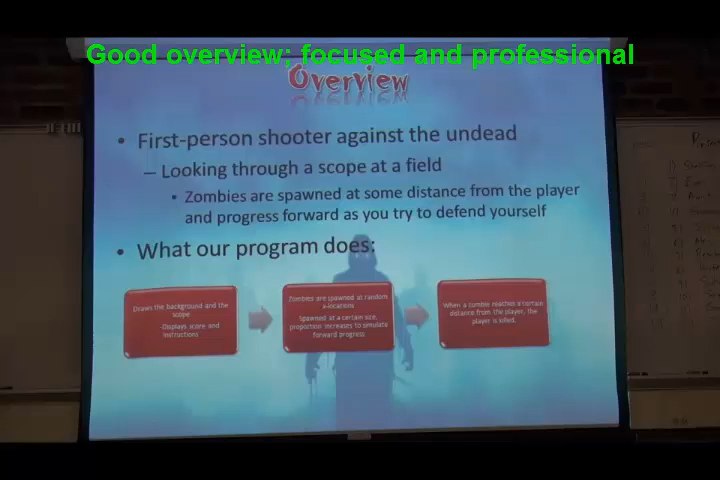 Good overview; focused and professional
Overview
• First-person shooter against the undead
– Looking through a scope at a field
• Zombies are spawned at some distance from the player
and progress forward as you try to defend yourself
• What our program does:
Draws the background and the
scope
-Displays score and
instructions
Zombies are spawned at random
x-locations
Spawned at a certain size,
proportion increases to simulate
forward progress
When a zombie reaches a certain
distance from the player, the
player is killed.